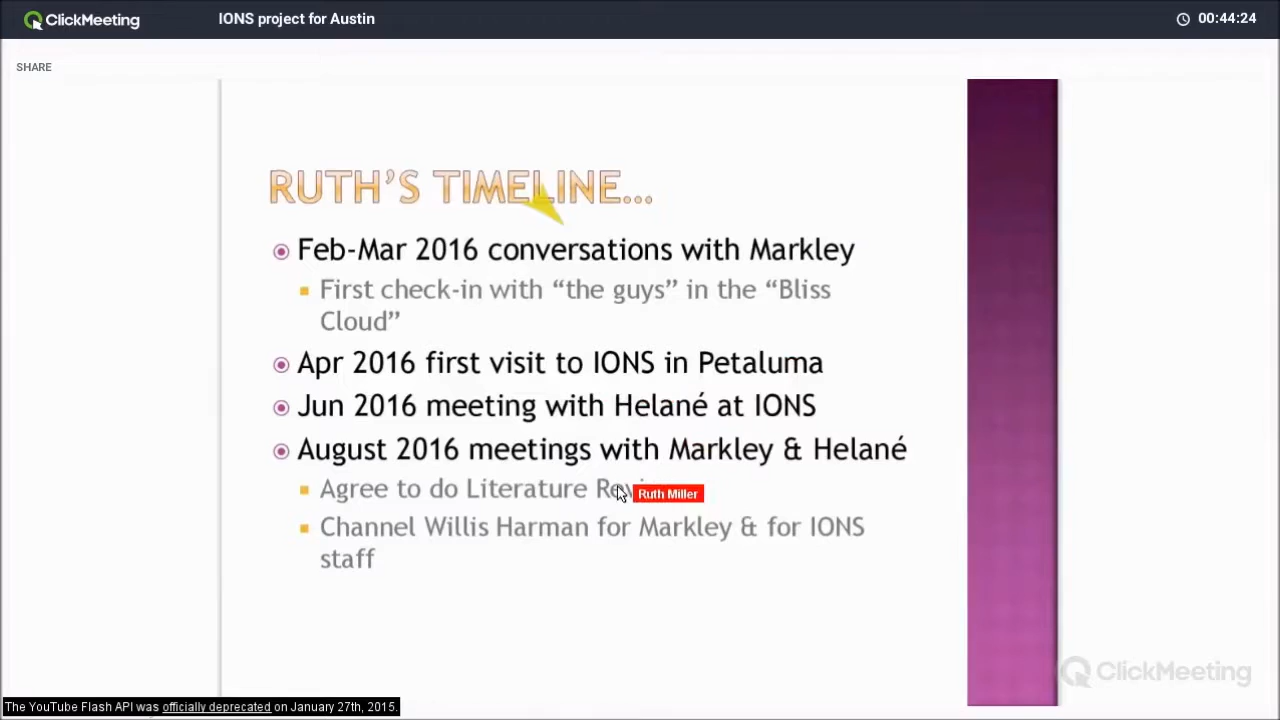 ClickMeeting
IONS project for Austin
00:44:24
SHARE
RUTH'S TIMELINE...
Feb-Mar 2016 conversations with Markley
First check-in with “the guys” in the “Bliss
Cloud”
Apr 2016 first visit to IONS in Petaluma
Jun 2016 meeting with Helané at IONS
August 2016 meetings with Markley & Helané
Agree to do Literature
Ruth Miller
Channel Willis Harman for Markley & for IONS
staff
ClickMeeting
The YouTube Flash API was officially deprecated on January 27th, 2015.